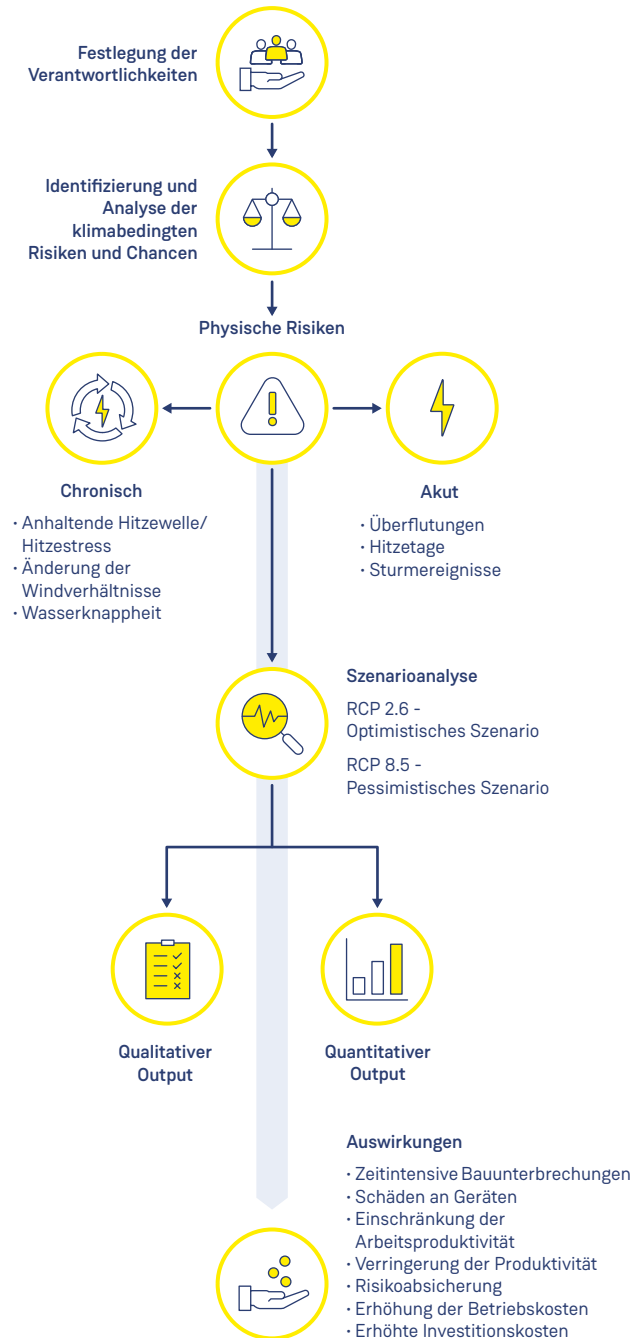 Festlegung der
Verantwortlichkeiten
Identifizierung und
Analyse der
klimabedingten
Risiken und Chancen
Physische Risiken
Chronisch
· Anhaltende Hitzewelle/
Hitzestress
· Änderung der
Windverhältnisse
· Wasserknappheit
Akut
· Überflutungen
· Hitzetage
· Sturmereignisse
Szenarioanalyse
RCP 2.6 -
Optimistisches Szenario
RCP 8.5 -
Pessimistisches Szenario
Qualitativer
Output
Quantitativer
Output
Auswirkungen
· Zeitintensive Bauunterbrechungen
· Schäden an Geräten
· Einschränkung der
Arbeitsproduktivität
· Verringerung der Produktivität
· Risikoabsicherung
· Erhöhung der Betriebskosten
· Erhöhte Investitionskosten